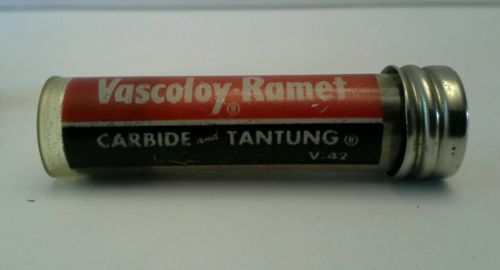 Vascoloy-Ramet
®
CARBIDE and TANTUNG ®
V-42